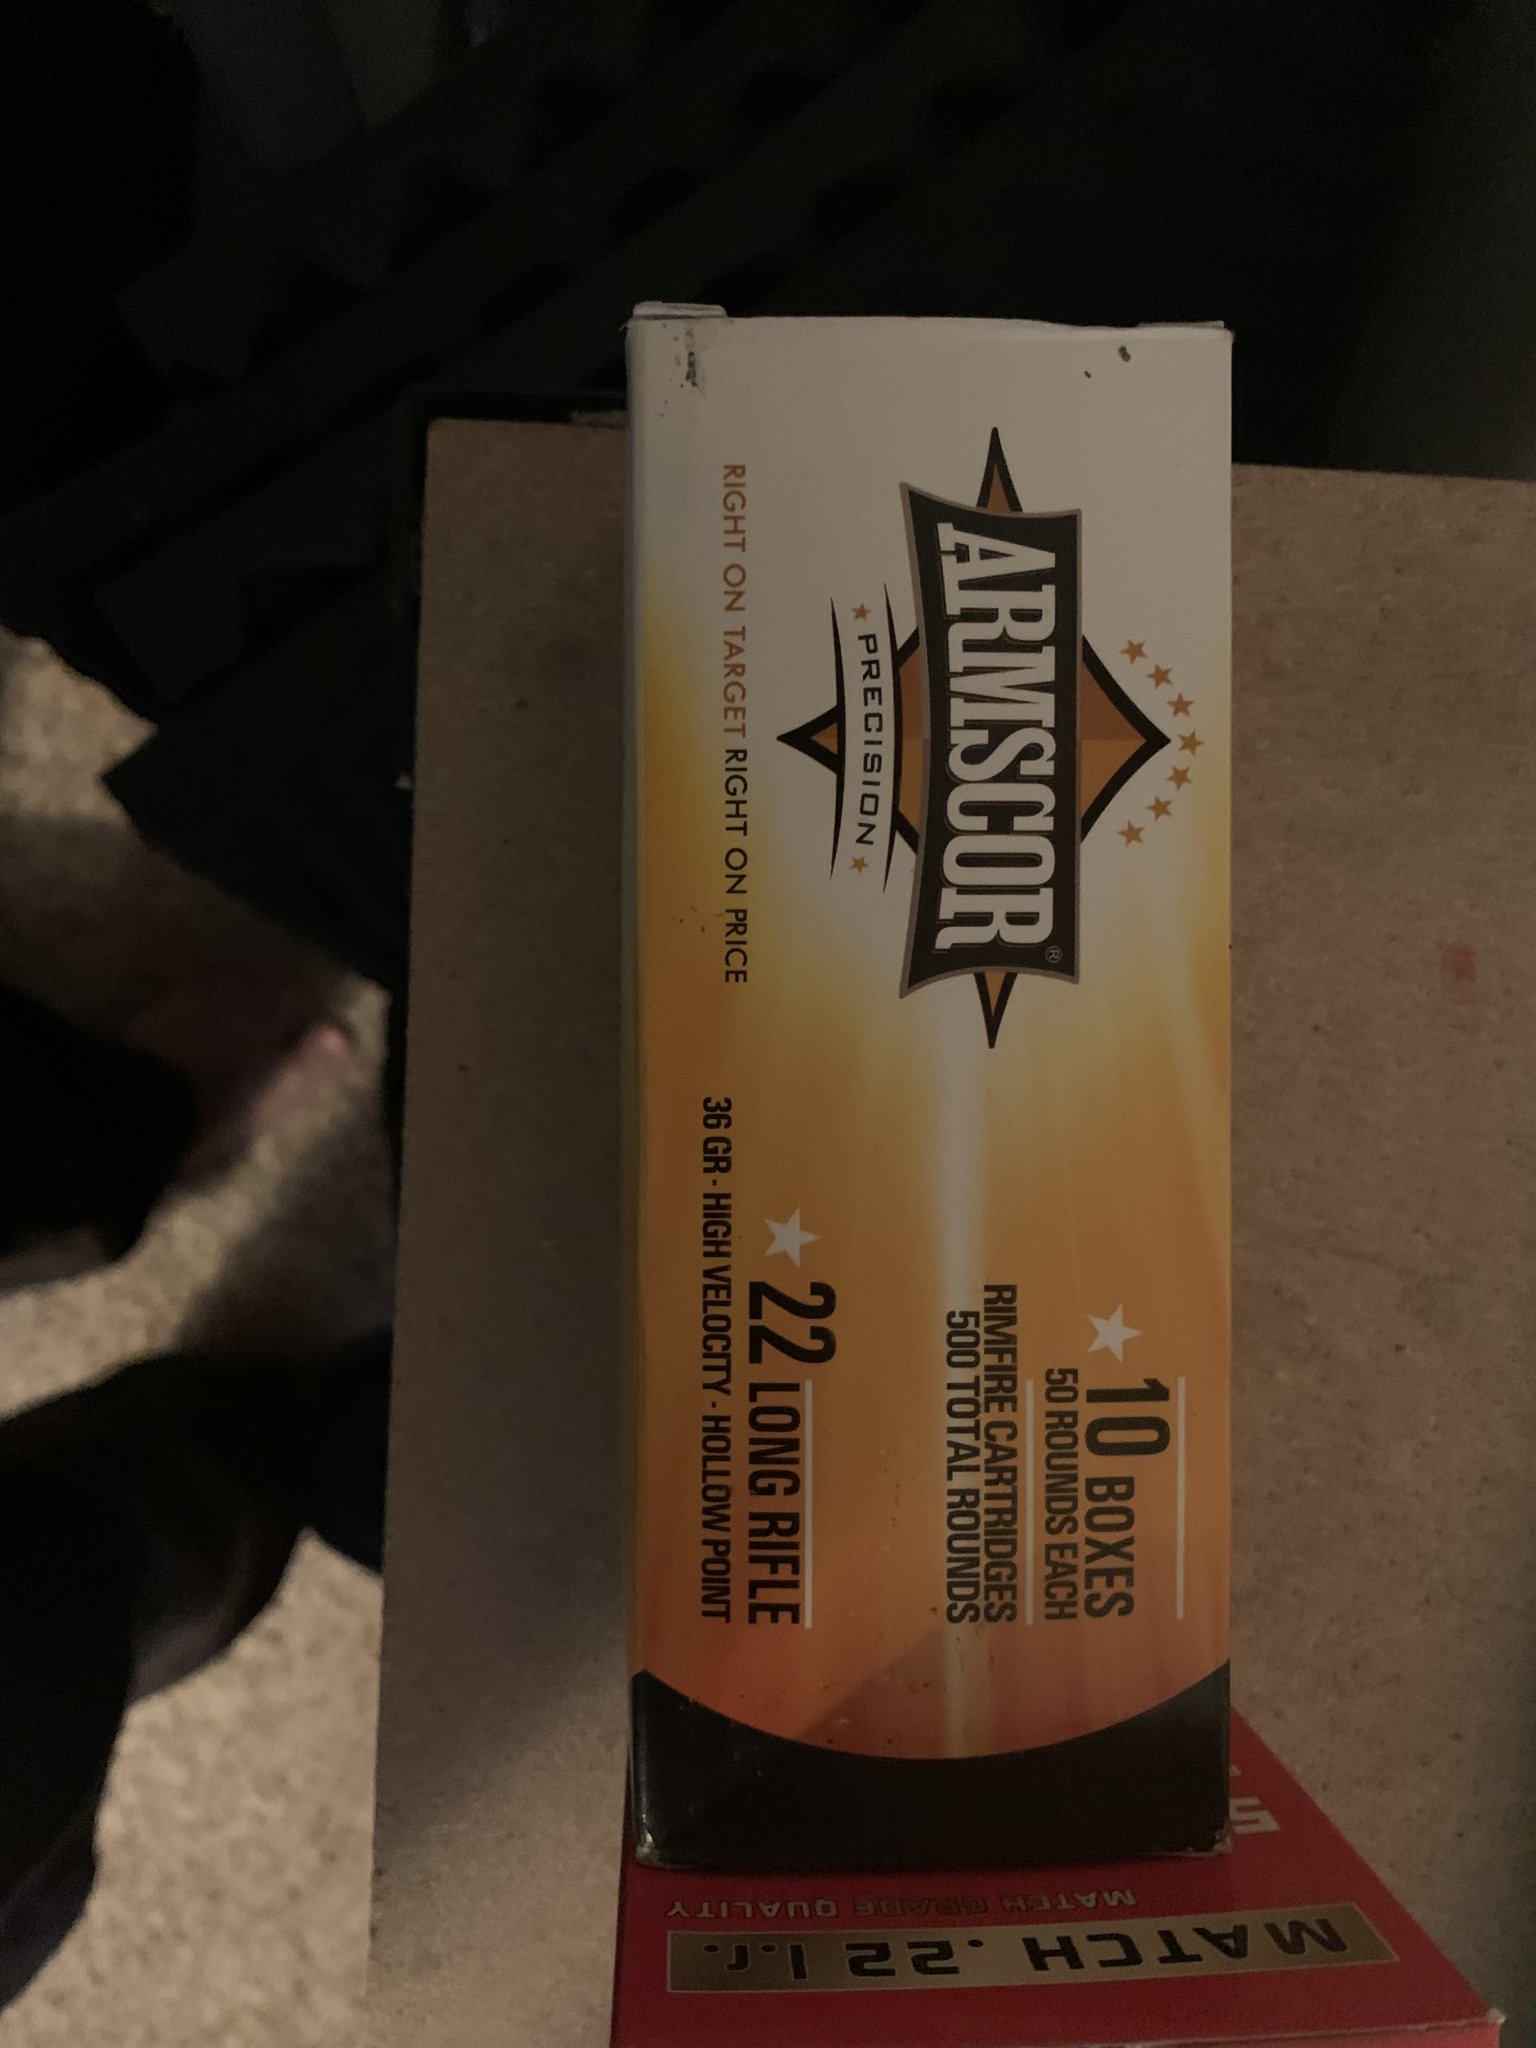 ARMSCOR®
PRECISION
RIGHT ON TARGET RIGHT ON PRICE
10 BOXES
50 ROUNDS EACH
RIMFIRE CARTRIDGES
500 TOTAL ROUNDS
22 LONG RIFLE
36 GR - HIGH VELOCITY - HOLLOW POINT
MATCH .22 l.r.
MATCH GRADE QUALITY